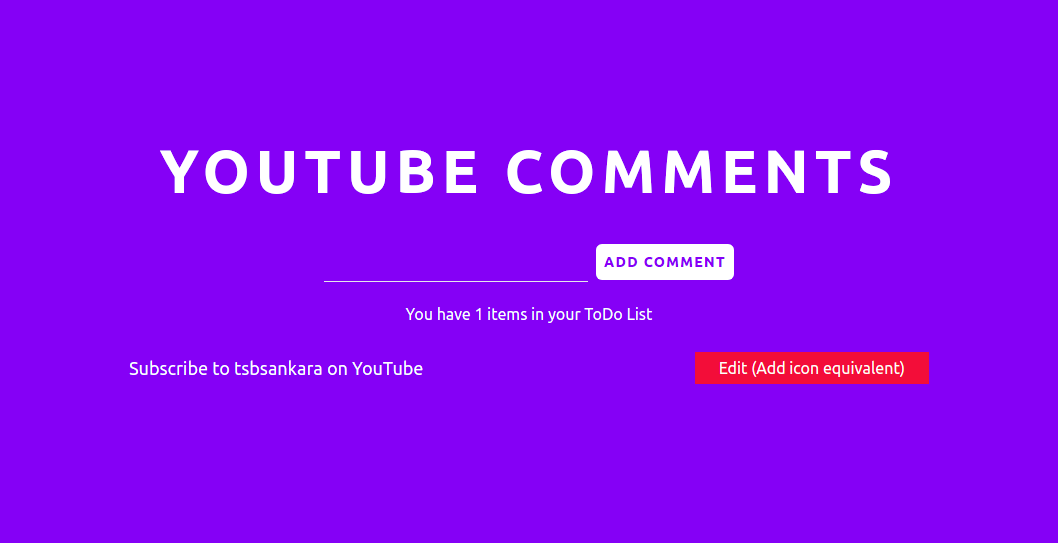 YOUTUBE COMMENTS
ADD COMMENT
You have 1 items in your ToDo List
Subscribe to tsbsankara on YouTube
Edit (Add icon equivalent)